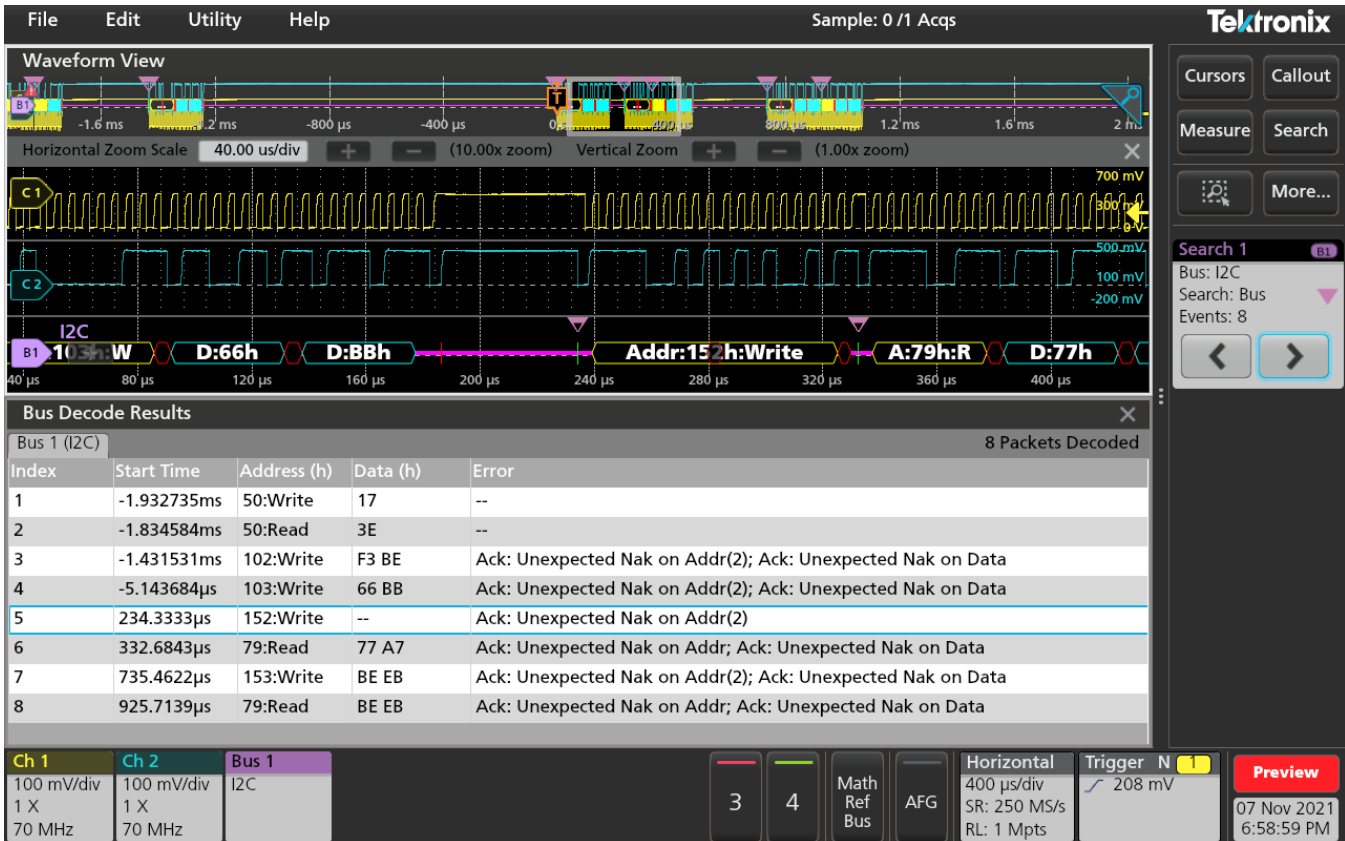 File Edit Utility Help Sample: 0 /1 Acqs Tektronix
Waveform View
Cursors Callout
B1
T
-1.6 ms -800 µs -400 µs 400 µs 800 µs 1.2 ms 1.6 ms
Measure Search
Horizontal Zoom Scale 40.00 us/div (10.00x zoom) Vertical Zoom (1.00x zoom)
More...
C 1
700 mV
300 mV
0 V
C 2
500 mV
100 mV
-200 mV
Search 1 B1
Bus: I2C
Search: Bus
Events: 8
I2C
B1 103h:W D:66h D:BBh Addr:152h:Write A:79h:R D:77h
40 µs 80 µs 120 µs 160 µs 200 µs 240 µs 280 µs 320 µs 360 µs 400 µs
Bus Decode Results
Bus 1 (I2C) 8 Packets Decoded
Index Start Time Address (h) Data (h) Error
1 -1.932735ms 50:Write 17 --
2 -1.834584ms 50:Read 3E --
3 -1.431531ms 102:Write F3 BE Ack: Unexpected Nak on Addr(2); Ack: Unexpected Nak on Data
4 -5.143684µs 103:Write 66 BB Ack: Unexpected Nak on Addr(2); Ack: Unexpected Nak on Data
5 234.3333µs 152:Write -- Ack: Unexpected Nak on Addr(2)
6 332.6843µs 79:Read 77 A7 Ack: Unexpected Nak on Addr; Ack: Unexpected Nak on Data
7 735.4622µs 153:Write BE EB Ack: Unexpected Nak on Addr(2); Ack: Unexpected Nak on Data
8 925.7139µs 79:Read BE EB Ack: Unexpected Nak on Addr; Ack: Unexpected Nak on Data
Ch 1
100 mV/div
1 X
70 MHz
Ch 2
100 mV/div
1 X
70 MHz
Bus 1
I2C
3
4
Math
Ref
Bus
AFG
Horizontal
400 µs/div
SR: 250 MS/s
RL: 1 Mpts
Trigger N 1
208 mV
Preview
07 Nov 2021
6:58:59 PM